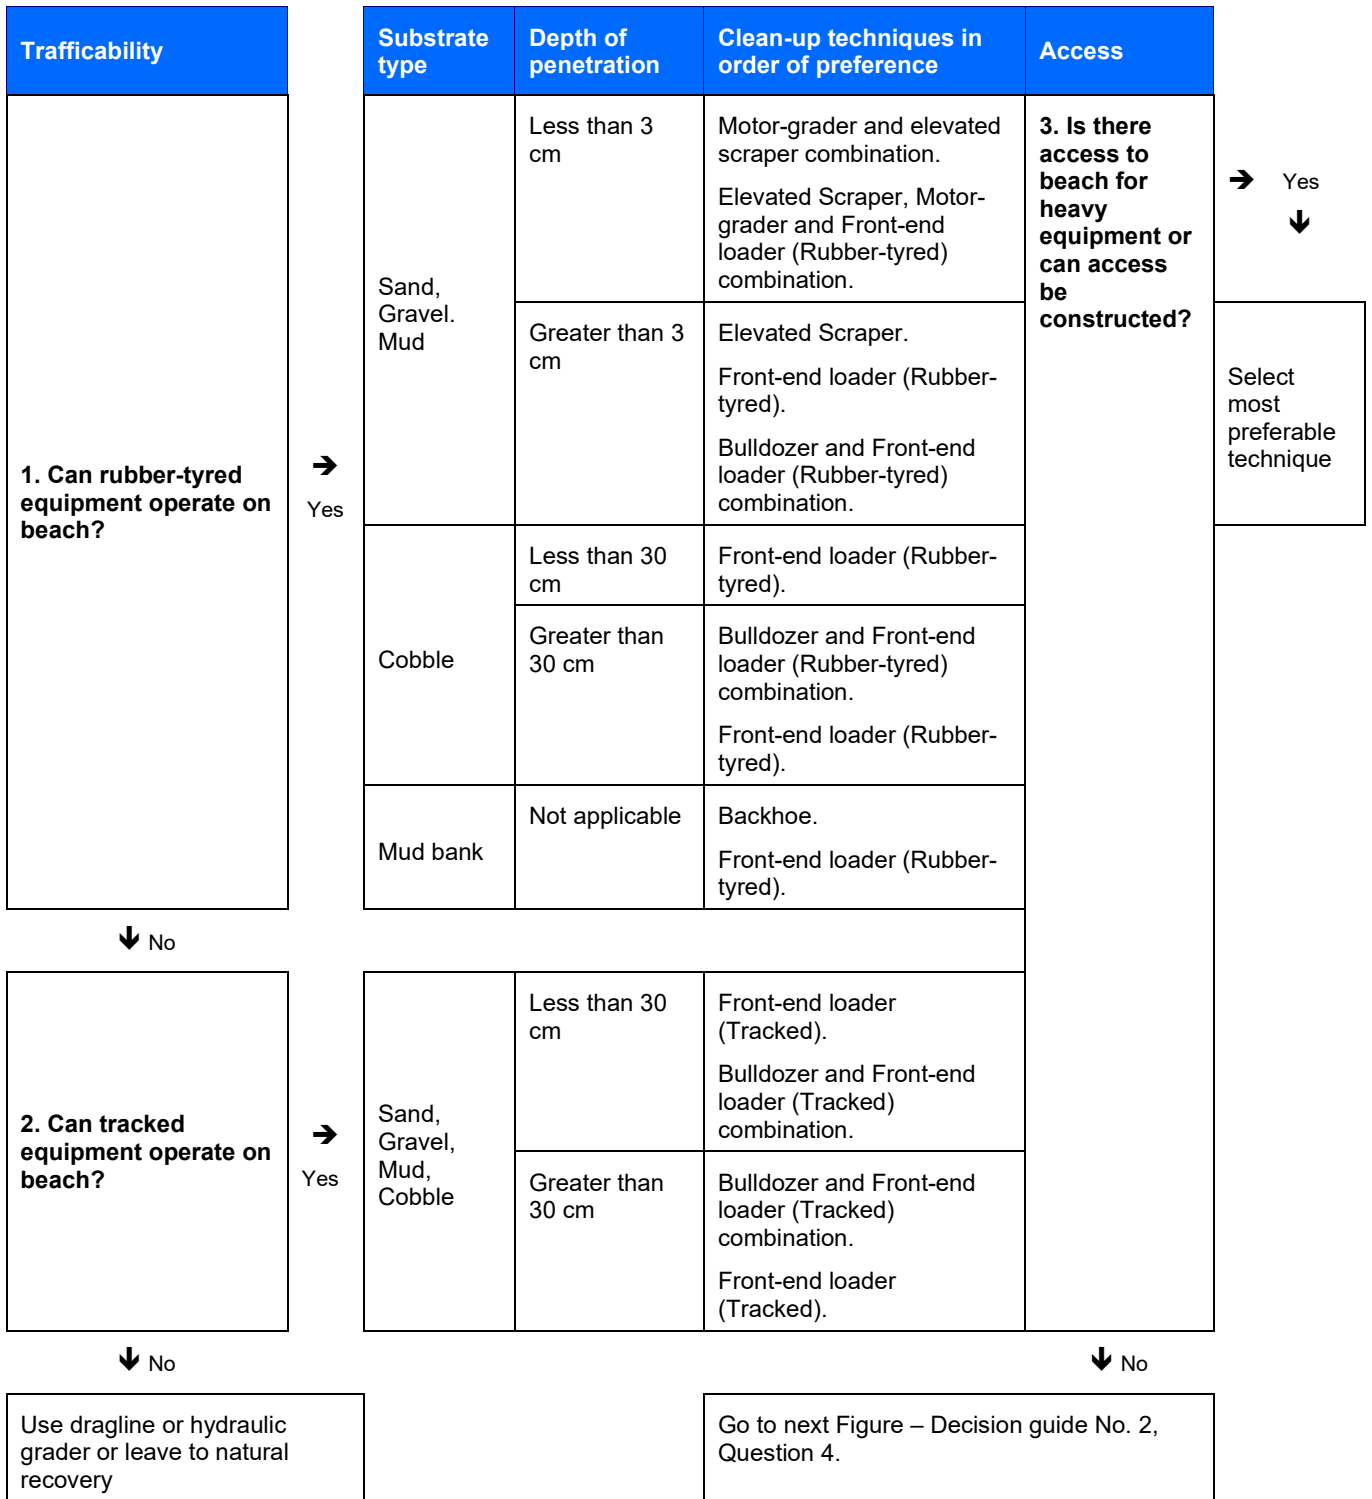 Trafficability
Substrate
type
Depth of
penetration
Clean-up techniques in
order of preference
Access
1. Can rubber-tyred
equipment operate on
beach?
➔
Yes
Sand,
Gravel.
Mud
Less than 3
cm
Motor-grader and elevated
scraper combination.
Elevated Scraper, Motor-
grader and Front-end
loader (Rubber-tyred)
combination.
Greater than 3
cm
Elevated Scraper.
Front-end loader (Rubber-
tyred).
Bulldozer and Front-end
loader (Rubber-tyred)
combination.
Cobble
Less than 30
cm
Front-end loader (Rubber-
tyred).
Greater than
30 cm
Bulldozer and Front-end
loader (Rubber-tyred)
combination.
Front-end loader (Rubber-
tyred).
Mud bank
Not applicable
Backhoe.
Front-end loader (Rubber-
tyred).
3. Is there
access to
beach for
heavy
equipment or
can access
be
constructed?
➔ Yes
🡫
Select
most
preferable
technique
🡫 No
2. Can tracked
equipment operate on
beach?
➔
Yes
Sand,
Gravel,
Mud,
Cobble
Less than 30
cm
Front-end loader
(Tracked).
Bulldozer and Front-end
loader (Tracked)
combination.
Greater than
30 cm
Bulldozer and Front-end
loader (Tracked)
combination.
Front-end loader
(Tracked).
🡫 No
🡫 No
Use dragline or hydraulic
grader or leave to natural
recovery
Go to next Figure – Decision guide No. 2,
Question 4.